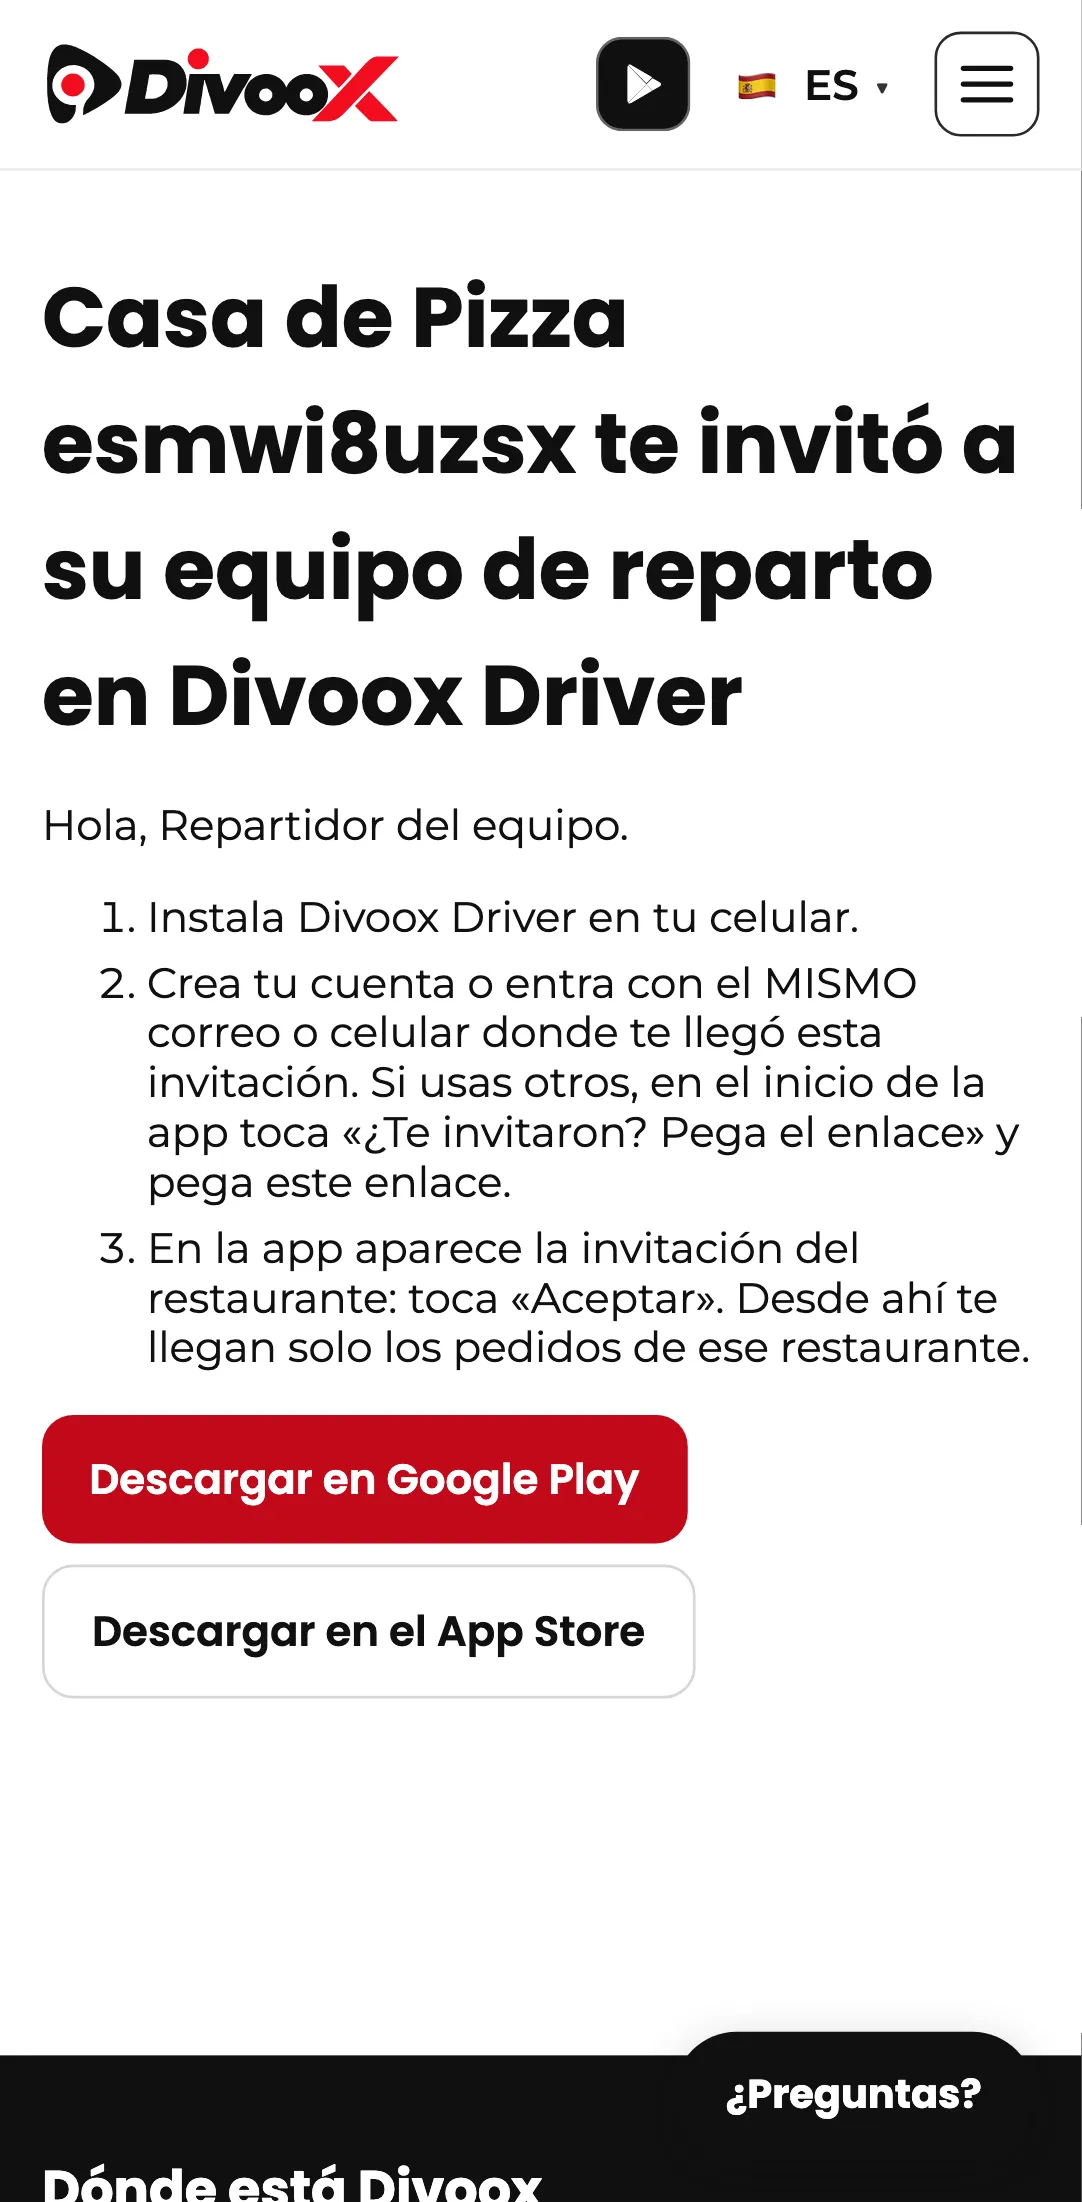 DivooX
🇪🇸 ES ▾
Casa de Pizza
esmwi8uzsx te invitó a
su equipo de reparto
en Divoox Driver
Hola, Repartidor del equipo.
1. Instala Divoox Driver en tu celular.
2. Crea tu cuenta o entra con el MISMO
correo o celular donde te llegó esta
invitación. Si usas otros, en el inicio de la
app toca «¿Te invitaron? Pega el enlace» y
pega este enlace.
3. En la app aparece la invitación del
restaurante: toca «Aceptar». Desde ahí te
llegan solo los pedidos de ese restaurante.
Descargar en Google Play
Descargar en el App Store
¿Preguntas?
Dónde está Divoox